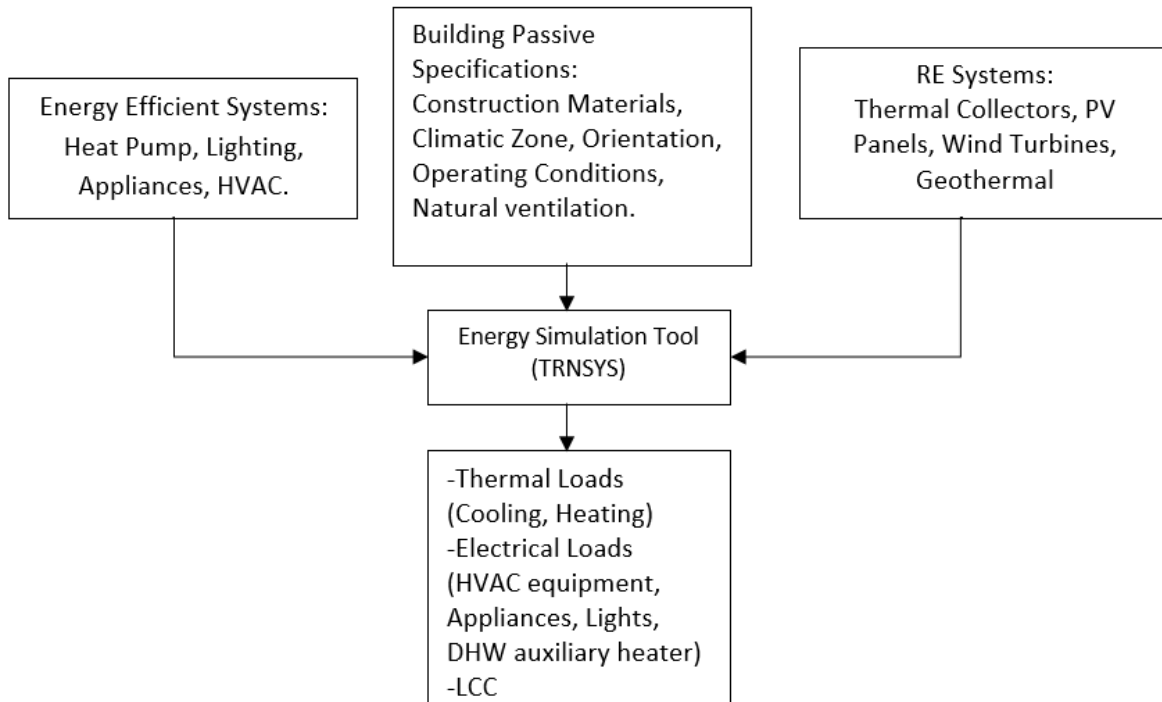 Energy Efficient Systems:
Heat Pump, Lighting,
Appliances, HVAC.
Building Passive
Specifications:
Construction Materials,
Climatic Zone, Orientation,
Operating Conditions,
Natural ventilation.
RE Systems:
Thermal Collectors, PV
Panels, Wind Turbines,
Geothermal
Energy Simulation Tool
(TRNSYS)
-Thermal Loads
(Cooling, Heating)
-Electrical Loads
(HVAC equipment,
Appliances, Lights,
DHW auxiliary heater)
-LCC